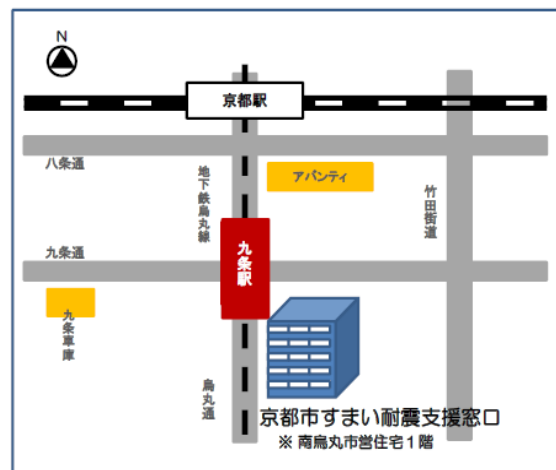 N
京都駅
八条通
地下鉄烏丸線
アバンティ
竹田街道
九条通
九条駅
九条車庫
烏丸通
京都市すまい耐震支援窓口
※ 南烏丸市営住宅1階